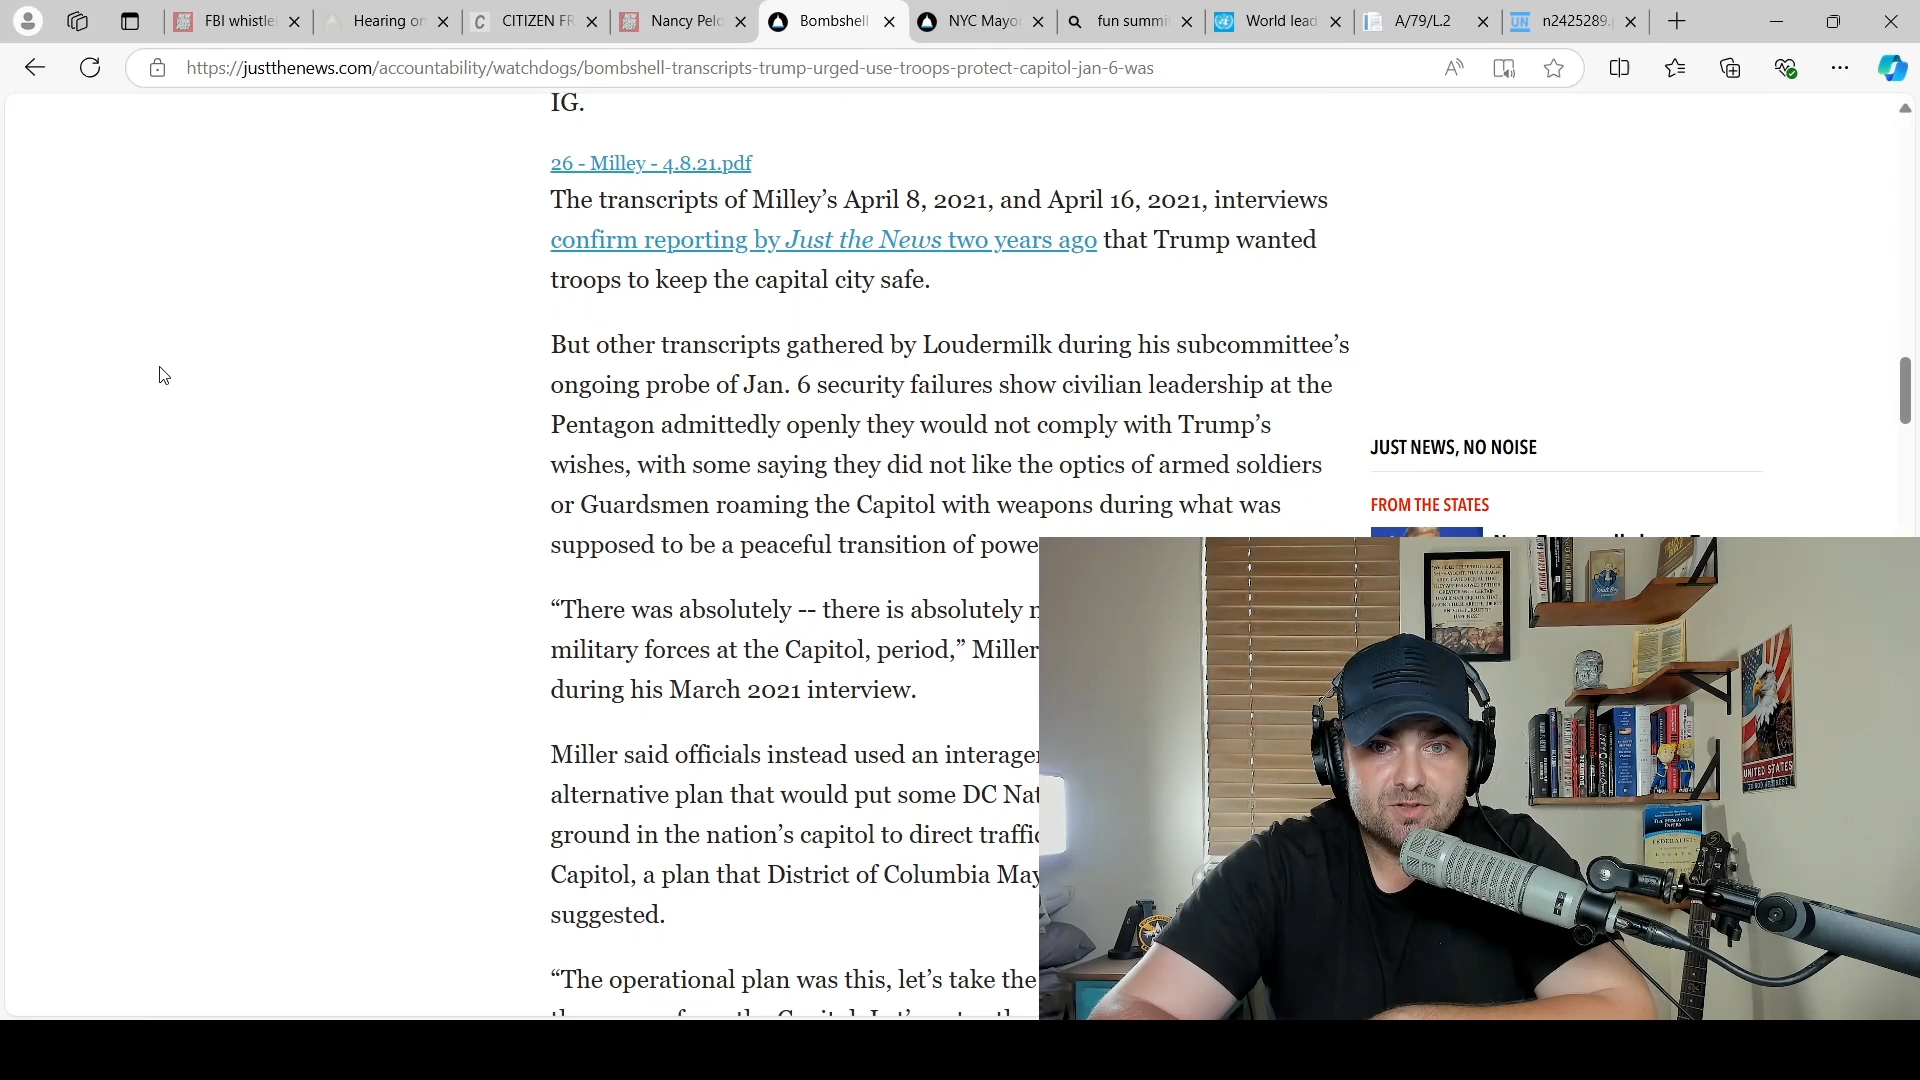 FBI whistle
Hearing on
CITIZEN FR
Nancy Pelo
Bombshell
NYC Mayo
fun summi
World lead
A/79/L.2
n2425289.
https://justthenews.com/accountability/watchdogs/bombshell-transcripts-trump-urged-use-troops-protect-capitol-jan-6-was
IG.
26 - Milley - 4.8.21.pdf
The transcripts of Milley’s April 8, 2021, and April 16, 2021, interviews
confirm reporting by Just the News two years ago that Trump wanted
troops to keep the capital city safe.
But other transcripts gathered by Loudermilk during his subcommittee’s
ongoing probe of Jan. 6 security failures show civilian leadership at the
Pentagon admittedly openly they would not comply with Trump’s
wishes, with some saying they did not like the optics of armed soldiers
or Guardsmen roaming the Capitol with weapons during what was
supposed to be a peaceful transition of powe
“There was absolutely -- there is absolutely n
military forces at the Capitol, period,” Miller
during his March 2021 interview.
Miller said officials instead used an interagen
alternative plan that would put some DC Nat
ground in the nation’s capitol to direct traffic
Capitol, a plan that District of Columbia May
suggested.
“The operational plan was this, let’s take the
JUST NEWS, NO NOISE
FROM THE STATES
UNITED STATES
THE FEDERALIST
PAPERS